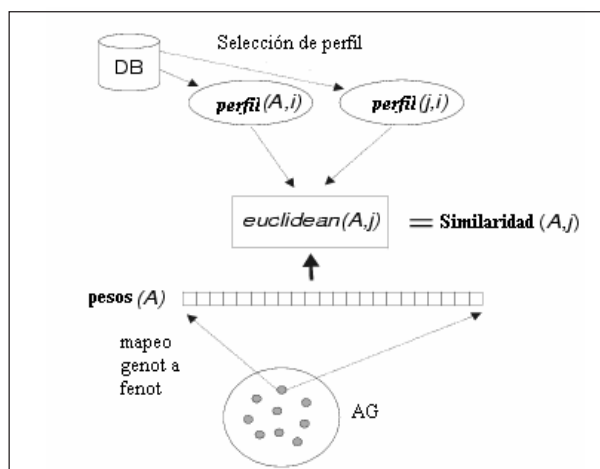 Selección de perfil
DB
perfil(A,i)
perfil(j,i)
euclidean(A,j)
= Similaridad (A,j)
pesos (A)
mapeo
genot a
fenot
AG